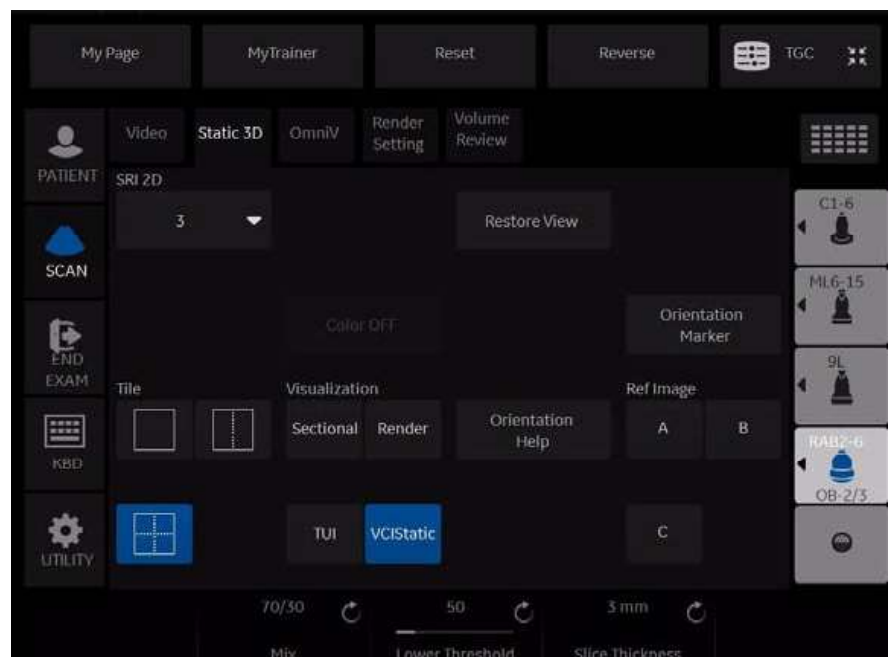 My Page
MyTrainer
Reset
Reverse
TGC
PATIENT
SCAN
END
EXAM
KBD
UTILITY
Video
Static 3D
OmniV
Render
Setting
Volume
Review
SRI 2D
3
Restore View
Color OFF
Orientation
Marker
Tile
Visualization
Sectional
Render
Orientation
Help
Ref Image
A
B
TUI
VCIStatic
C
C1-6
ML6-15
9L
RAB2-6
OB-2/3
70/30
50
3 mm
Mix
Lower Threshold
Slice Thickness